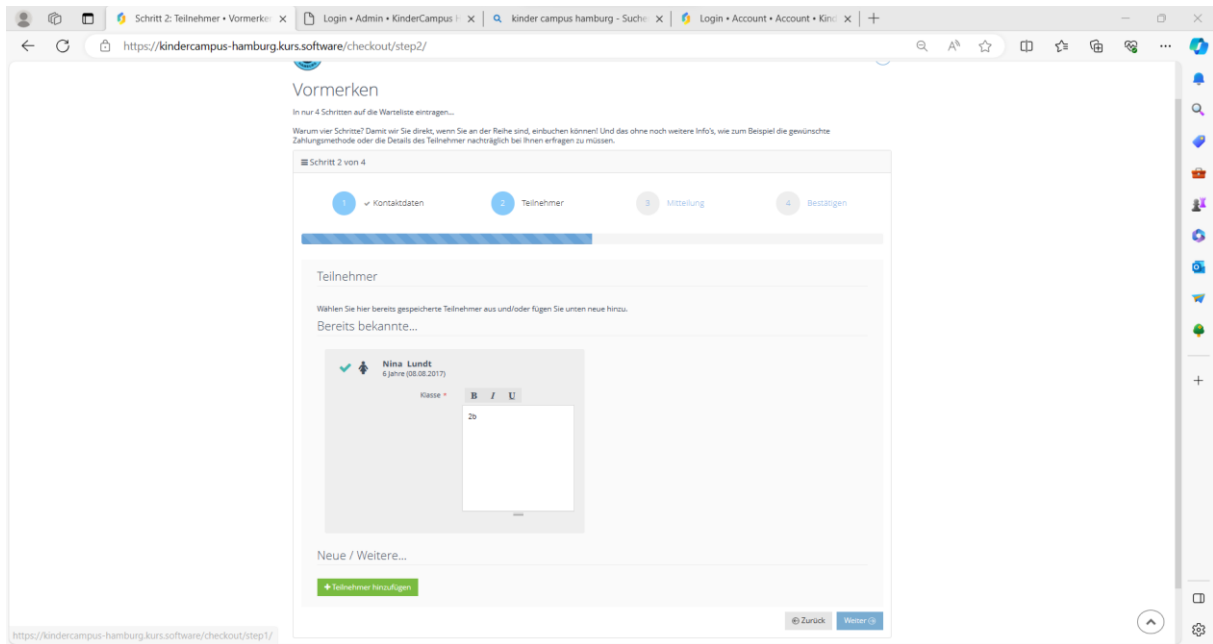 Schritt 2: Teilnehmer • Vormerker
Login • Admin • KinderCampus H
kinder campus hamburg - Suche
Login • Account • Account • Kind
https://kindercampus-hamburg.kurs.software/checkout/step2/
Vormerken
In nur 4 Schritten auf die Warteliste eintragen...
Warum vier Schritte? Damit wir Sie direkt, wenn Sie an der Reihe sind, einbuchen können! Und das ohne noch weitere Info's, wie zum Beispiel die gewünschte
Zahlungsmethode oder die Details des Teilnehmer nachträglich bei Ihnen erfragen zu müssen.
Schritt 2 von 4
1 Kontaktdaten 2 Teilnehmer 3 Mitteilung 4 Bestätigen
Teilnehmer
Wählen Sie hier bereits gespeicherte Teilnehmer aus und/oder fügen Sie unten neue hinzu.
Bereits bekannte...
Nina Lundt
6 Jahre (08.08.2017)
Klasse * B I U
2b
Neue / Weitere...
+Teilnehmer hinzufügen
Zurück Weiter
https://kindercampus-hamburg.kurs.software/checkout/step1/